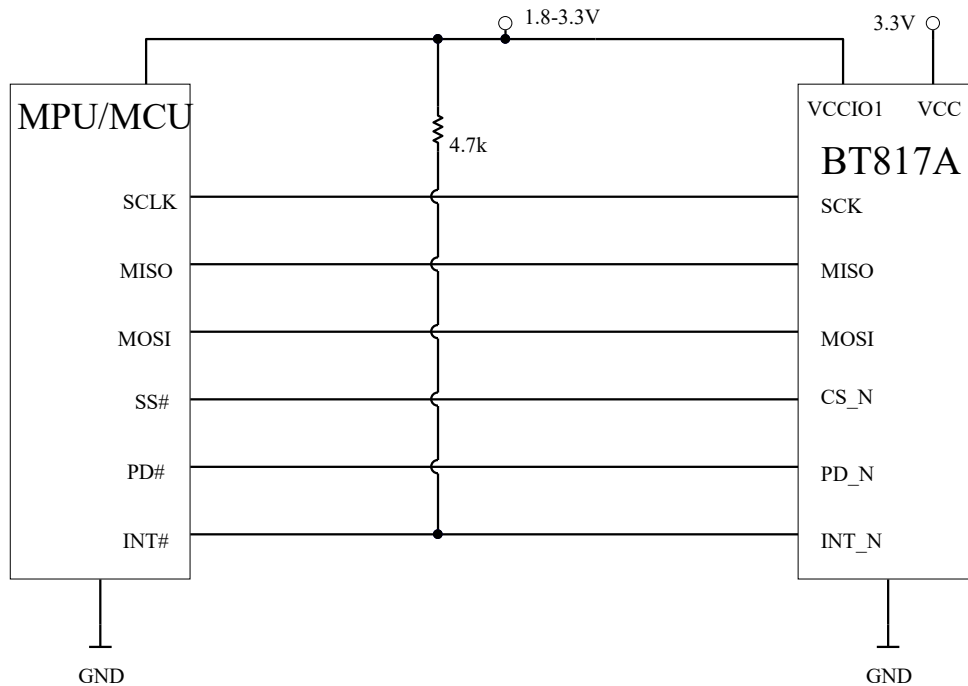 1.8-3.3V
3.3V
MPU/MCU
VCCIO1
VCC
BT817A
4.7k
SCLK
SCK
MISO
MISO
MOSI
MOSI
SS#
CS_N
PD#
PD_N
INT#
INT_N
GND
GND